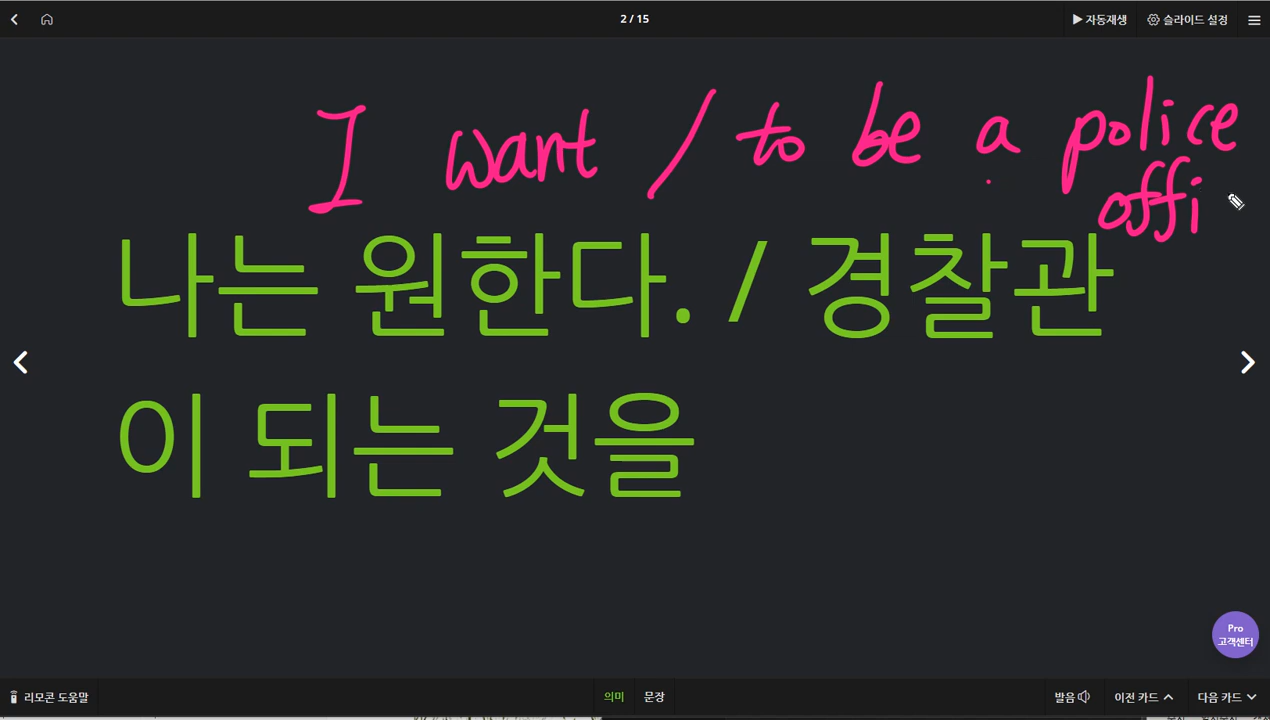 2 / 15
자동재생
슬라이드 설정
I want / to be a police
offi
나는 원한다. / 경찰관
이 되는 것을
Pro
고객센터
리모콘 도움말
의미
문장
발음
이전 카드
다음 카드